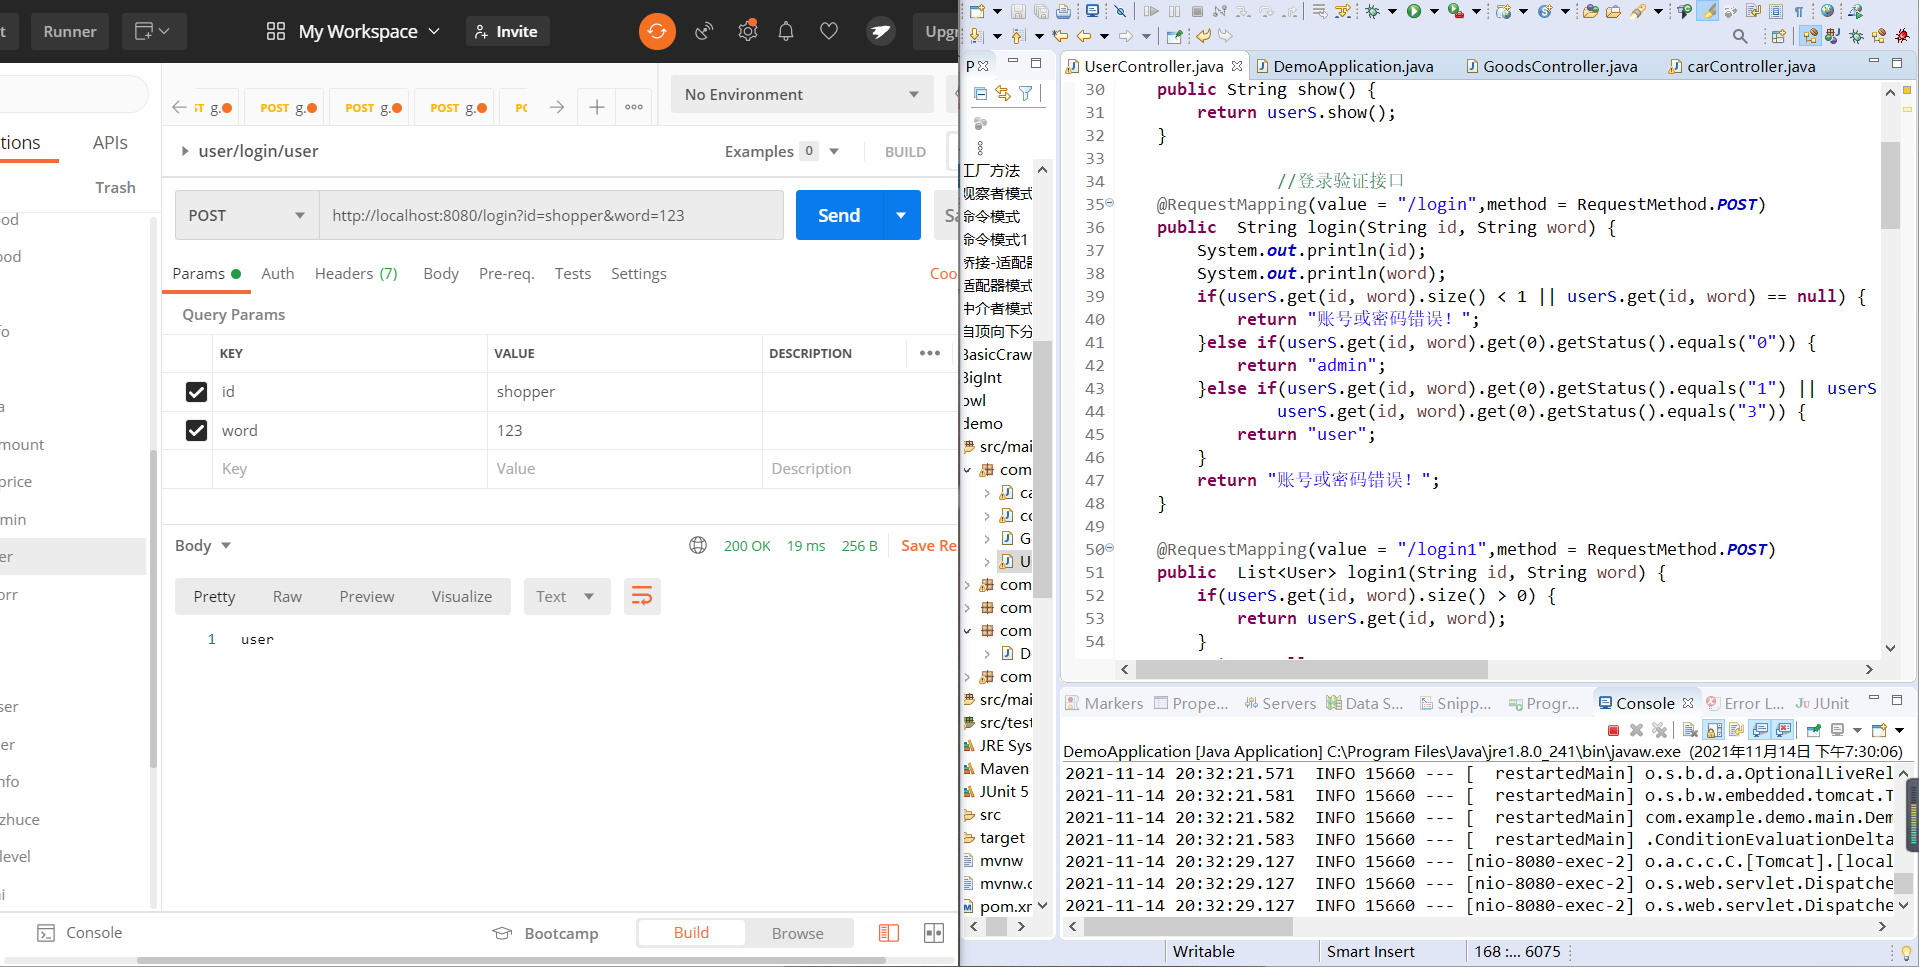 Runner
My Workspace
Invite
Upg
POST g.
POST g.
POST g.
No Environment
tions
APIs
Trash
user/login/user
Examples 0
BUILD
POST
http://localhost:8080/login?id=shopper&word=123
Send
Sa
Params
Auth
Headers (7)
Body
Pre-req.
Tests
Settings
Coo
Query Params
KEY
VALUE
DESCRIPTION
id
shopper
word
123
Key
Value
Description
ood
ood
fo
a
mount
price
min
er
orr
ser
er
nfo
zhuce
level
Body
200 OK
19 ms
256 B
Save Re
Pretty
Raw
Preview
Visualize
Text
1 user
Console
Bootcamp
Build
Browse
P
UserController.java
DemoApplication.java
GoodsController.java
carController.java
工厂方法
观察者模式
命令模式
命令模式1
桥接-适配器
适配器模式
中介者模式
自顶向下分
BasicCraw
BigInt
owl
demo
src/mai
com
ca
co
G
U
com
com
com
D
com
src/mai
src/test
JRE Sys
Maven
JUnit 5
src
target
mvnw
mvnw.c
pom.xr
30 public String show() {
31 return userS.show();
32 }
33
34 //登录验证接口
35 @RequestMapping(value = "/login",method = RequestMethod.POST)
36 public  String login(String id, String word) {
37 System.out.println(id);
38 System.out.println(word);
39 if(userS.get(id, word).size() < 1 || userS.get(id, word) == null) {
40 return "账号或密码错误！";
41 }else if(userS.get(id, word).get(0).getStatus().equals("0")) {
42 return "admin";
43 }else if(userS.get(id, word).get(0).getStatus().equals("1") || userS
44 userS.get(id, word).get(0).getStatus().equals("3")) {
45 return "user";
46 }
47 return "账号或密码错误！";
48 }
49
50 @RequestMapping(value = "/login1",method = RequestMethod.POST)
51 public  List<User> login1(String id, String word) {
52 if(userS.get(id, word).size() > 0) {
53 return userS.get(id, word);
54 }
Markers
Prope...
Servers
Data S...
Snipp...
Progr...
Console
Error L...
JUnit
DemoApplication [Java Application] C:\Program Files\Java\jre1.8.0_241\bin\javaw.exe (2021年11月14日 下午7:30:06)
2021-11-14 20:32:21.571  INFO 15660 --- [  restartedMain] o.s.b.d.a.OptionalLiveRel
2021-11-14 20:32:21.581  INFO 15660 --- [  restartedMain] o.s.b.w.embedded.tomcat.T
2021-11-14 20:32:21.582  INFO 15660 --- [  restartedMain] com.example.demo.main.Dem
2021-11-14 20:32:21.583  INFO 15660 --- [  restartedMain] .ConditionEvaluationDelta
2021-11-14 20:32:29.127  INFO 15660 --- [nio-8080-exec-2] o.a.c.c.C.[Tomcat].[local
2021-11-14 20:32:29.127  INFO 15660 --- [nio-8080-exec-2] o.s.web.servlet.Dispatche
2021-11-14 20:32:29.127  INFO 15660 --- [nio-8080-exec-2] o.s.web.servlet.Dispatche
Writable
Smart Insert
168 :... 6075